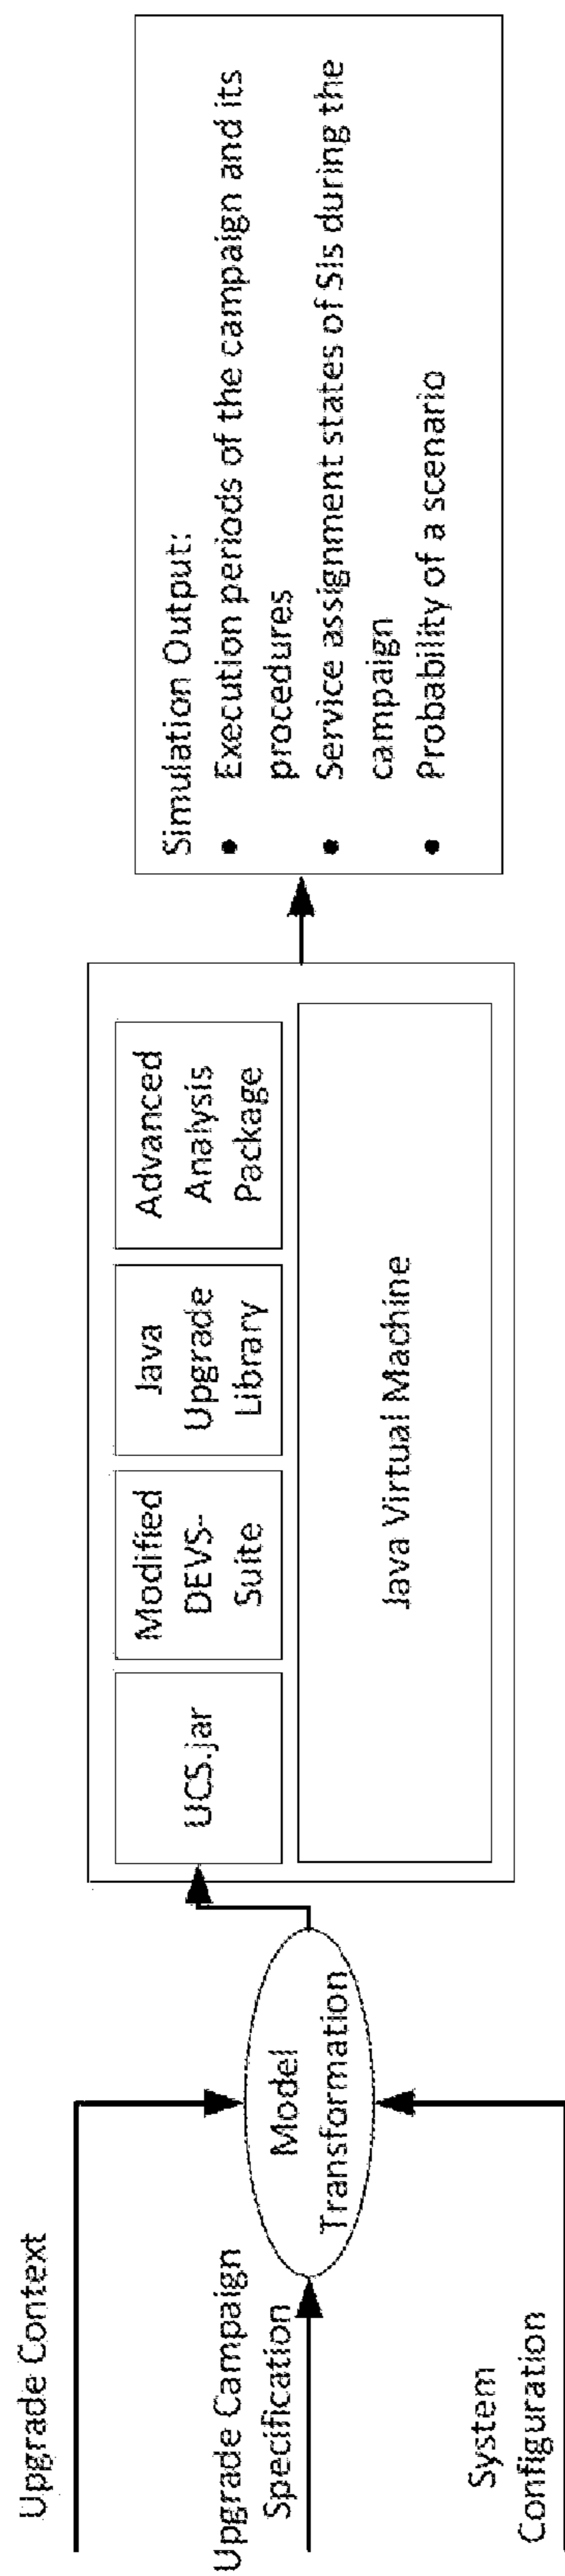 Upgrade Context
Upgrade Campaign
Specification
System
Configuration
Model
Transformation
UCS.jar
Modified
DEVS-
Suite
Java
Upgrade
Library
Advanced
Analysis
Package
Java Virtual Machine
Simulation Output:
● Execution periods of the campaign and its
procedures
● Service assignment states of SIs during the
campaign
● Probability of a scenario